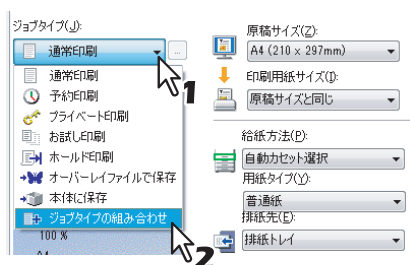 ジョブタイプ(J):
通常印刷
...
通常印刷
予約印刷
プライベート印刷
お試し印刷
ホールド印刷
オーバーレイファイルで保存
本体に保存
ジョブタイプの組み合わせ
100 %
A4
1
2
原稿サイズ(Z):
A4 (210 x 297mm)
印刷用紙サイズ(I):
原稿サイズと同じ
給紙方法(P):
自動カセット選択
用紙タイプ(Y):
普通紙
排紙先(E):
排紙トレイ